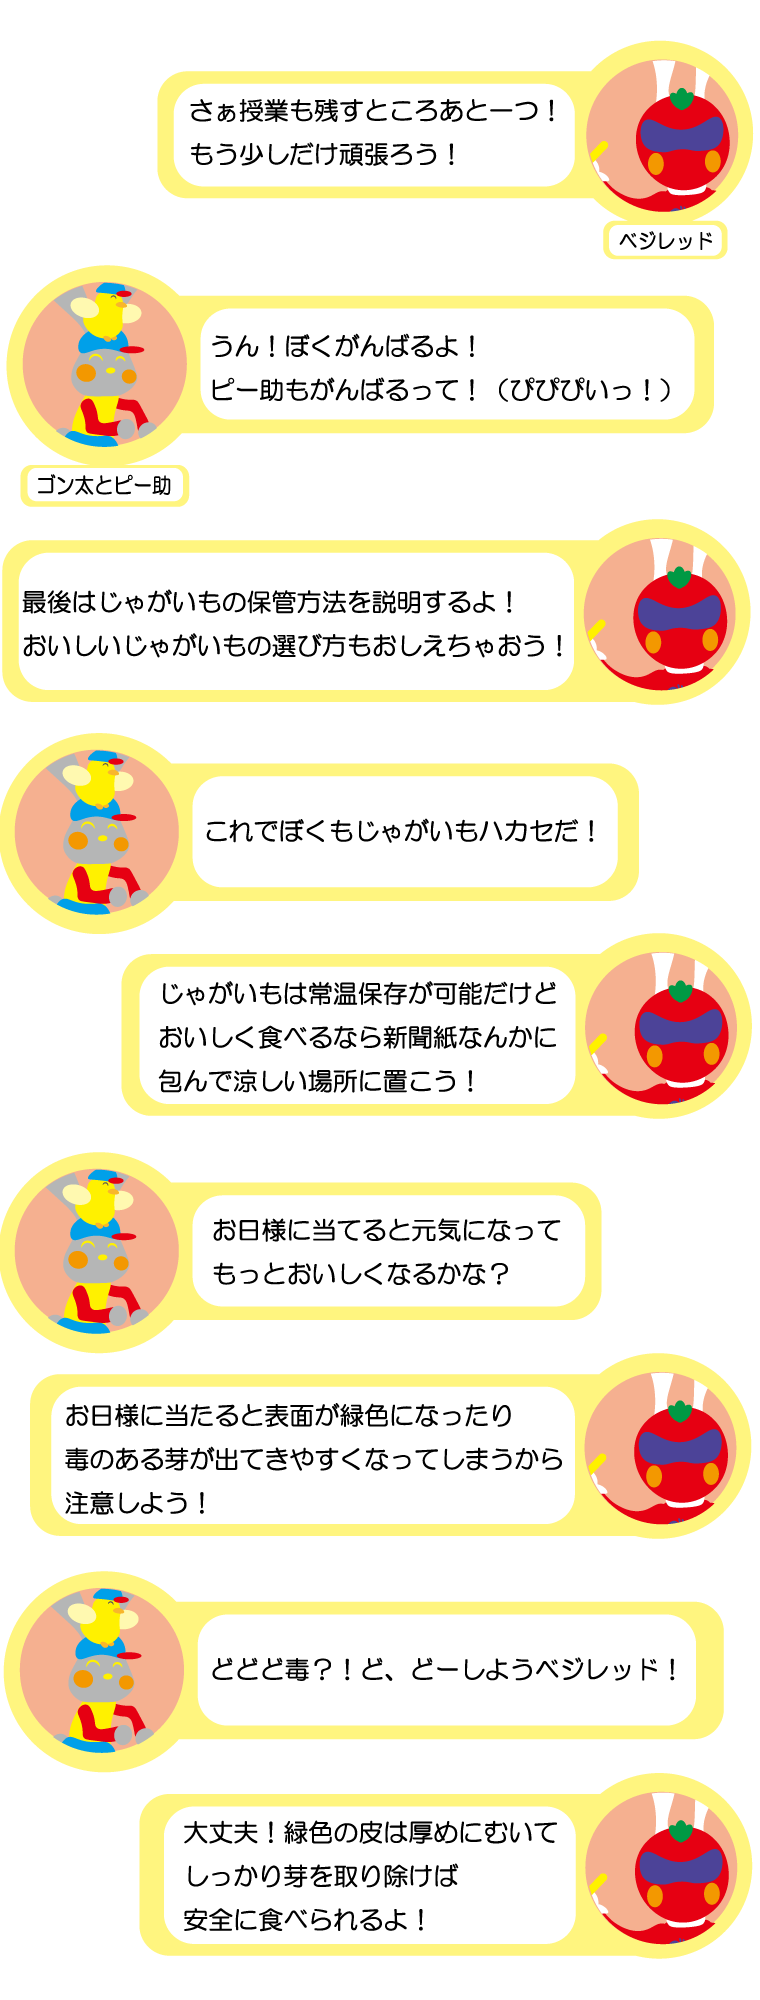 さぁ授業も残すところあと一つ！
もう少しだけ頑張ろう！
ベジレッド
うん！ぼくがんばるよ！
ピー助もがんばるって！（ぴぴぴいっ！）
ゴン太とピー助
最後はじゃがいもの保管方法を説明するよ！
おいしいじゃがいもの選び方もおしえちゃおう！
これでぼくもじゃがいもハカセだ！
じゃがいもは常温保存が可能だけど
おいしく食べるなら新聞紙なんかに
包んで涼しい場所に置こう！
お日様に当てると元気になって
もっとおいしくなるかな？
お日様に当たると表面が緑色になったり
毒のある芽が出てきやすくなってしまうから
注意しよう！
どどど毒？！ど、どーしようベジレッド！
大丈夫！緑色の皮は厚めにむいて
しっかり芽を取り除けば
安全に食べられるよ！